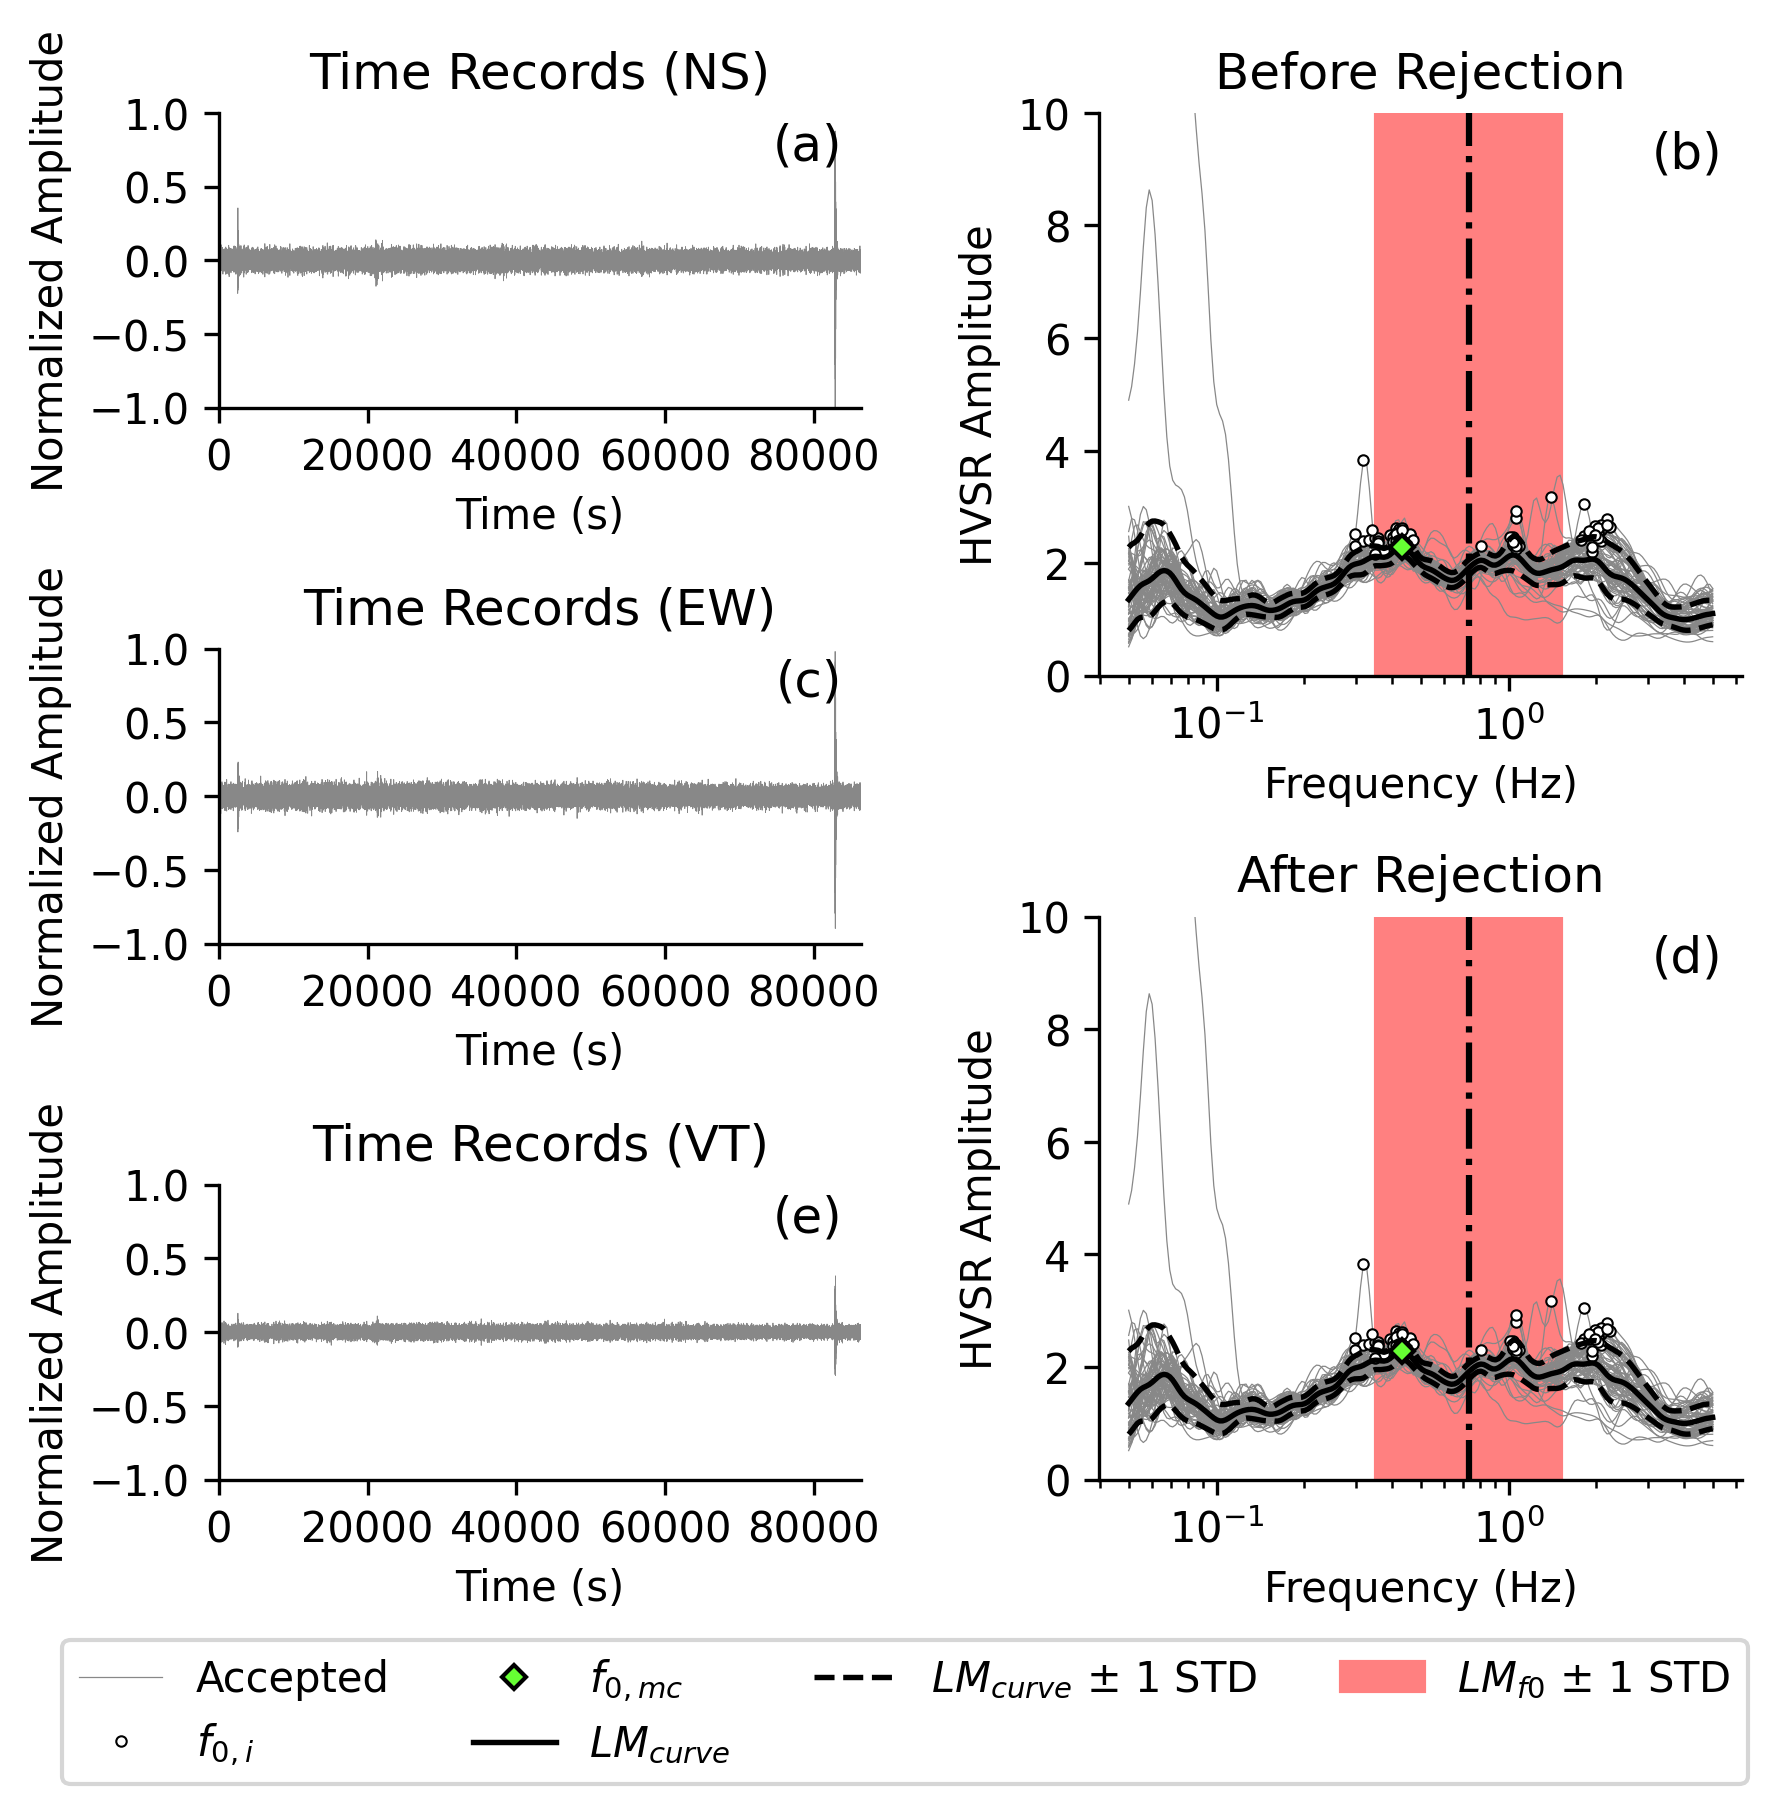 Time Records (NS)
Normalized Amplitude
1.0
0.5
0.0
−0.5
−1.0
(a)
0 20000 40000 60000 80000
Time (s)
Before Rejection
HVSR Amplitude
10
8
6
4
2
0
(b)
10⁻¹ 10⁰
Frequency (Hz)
Time Records (EW)
Normalized Amplitude
1.0
0.5
0.0
−0.5
−1.0
(c)
0 20000 40000 60000 80000
Time (s)
After Rejection
HVSR Amplitude
10
8
6
4
2
0
(d)
10⁻¹ 10⁰
Frequency (Hz)
Time Records (VT)
Normalized Amplitude
1.0
0.5
0.0
−0.5
−1.0
(e)
0 20000 40000 60000 80000
Time (s)
Accepted f0,mc LMcurve ± 1 STD LMf0 ± 1 STD
f0,i LMcurve